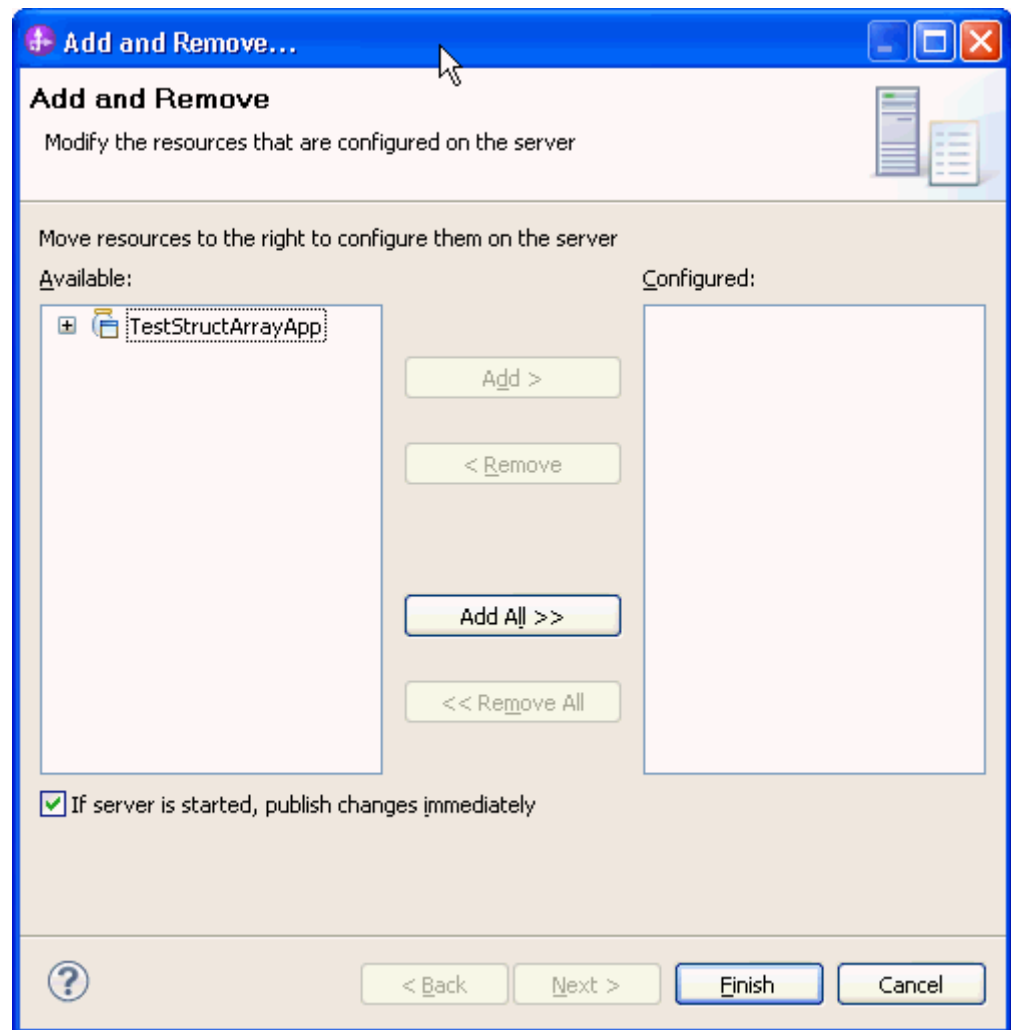 Add and Remove...
Add and Remove
Modify the resources that are configured on the server
Move resources to the right to configure them on the server
Available:
Configured:
TestStructArrayApp
Add >
< Remove
Add All >>
<< Remove All
If server is started, publish changes immediately
?
< Back
Next >
Finish
Cancel